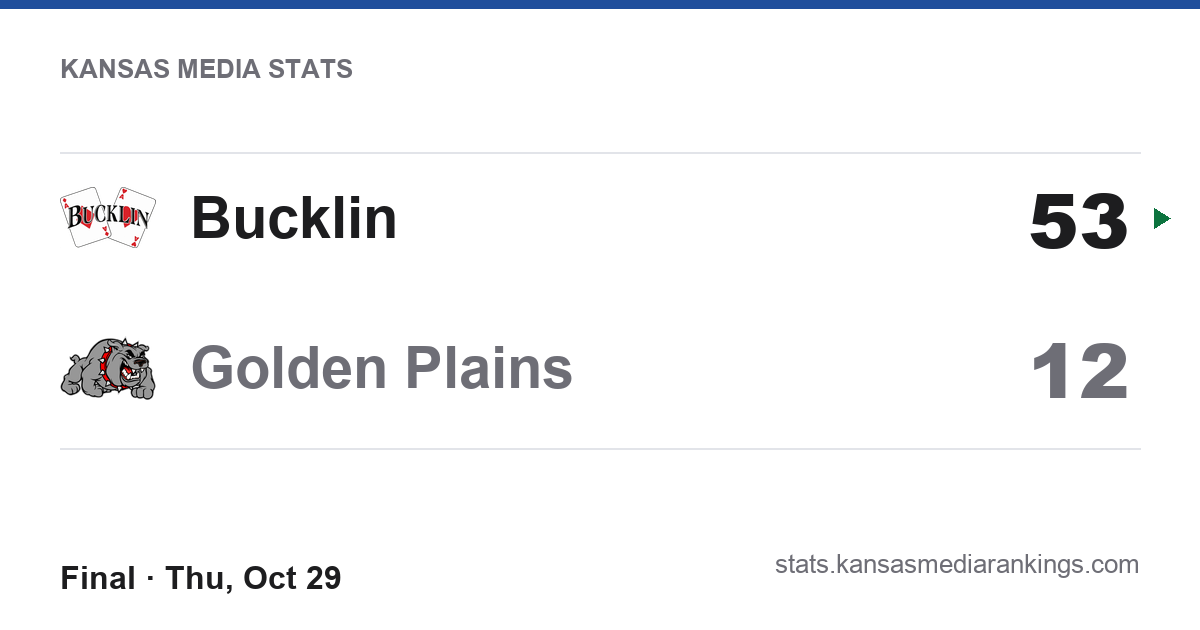 KANSAS MEDIA STATS
BUCKLIN
Bucklin 53
Golden Plains 12
Final · Thu, Oct 29
stats.kansasmediarankings.com